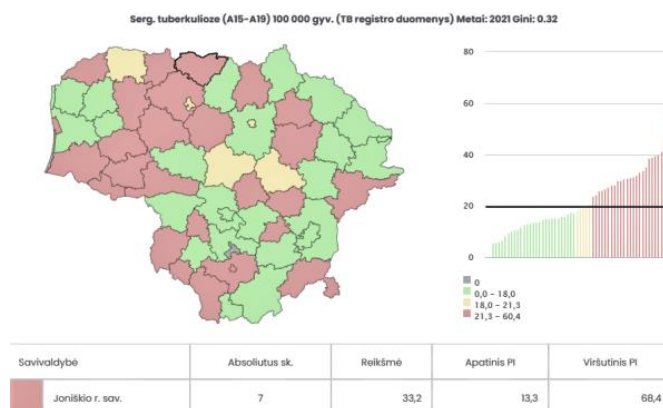 Serg. tuberkulioze (A15-A19) 100 000 gyv. (TB registro duomenys) Metai: 2021 Gini: 0.32
80
60
40
20
0
0
0,0 - 18,0
18,0 - 21,3
21,3 - 60,4
Savivaldybė Absoliutus sk. Reikšmė Apatinis PI Viršutinis PI
Joniškio r. sav. 7 33,2 13,3 68,4